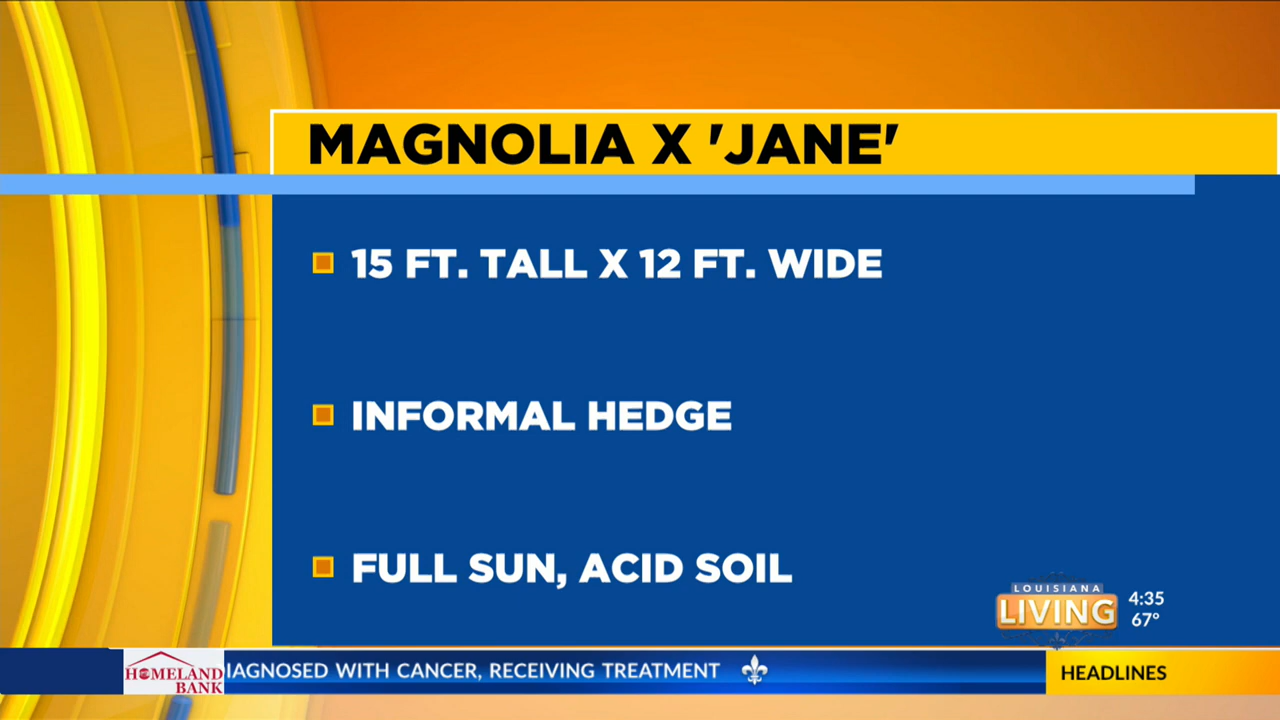 MAGNOLIA X 'JANE'
15 FT. TALL X 12 FT. WIDE
INFORMAL HEDGE
FULL SUN, ACID SOIL
LOUISIANA
LIVING
4:35
67°
HOMELAND
BANK
IAGNOSED WITH CANCER, RECEIVING TREATMENT
HEADLINES